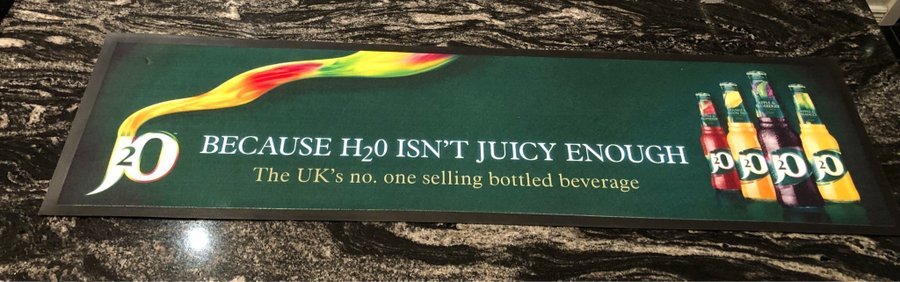 J2O
BECAUSE H20 ISN'T JUICY ENOUGH
The UK's no. one selling bottled beverage
J2O
J2O
J2O
J2O